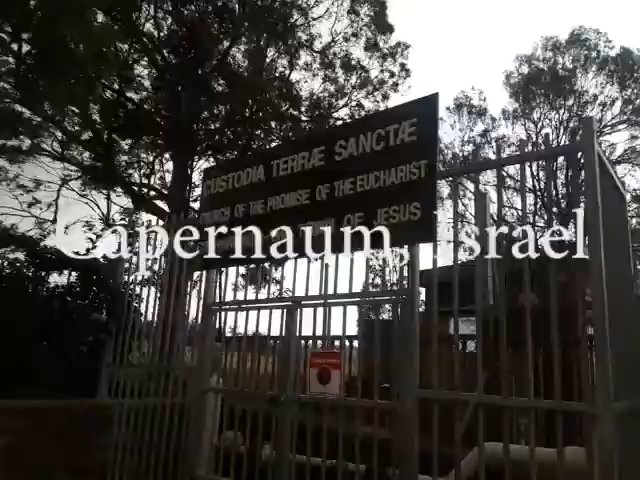 CUSTODIA TERRÆ SANCTÆ
CHURCH OF THE PROMISE OF THE EUCHARIST
OF JESUS
Capernaum, Israel